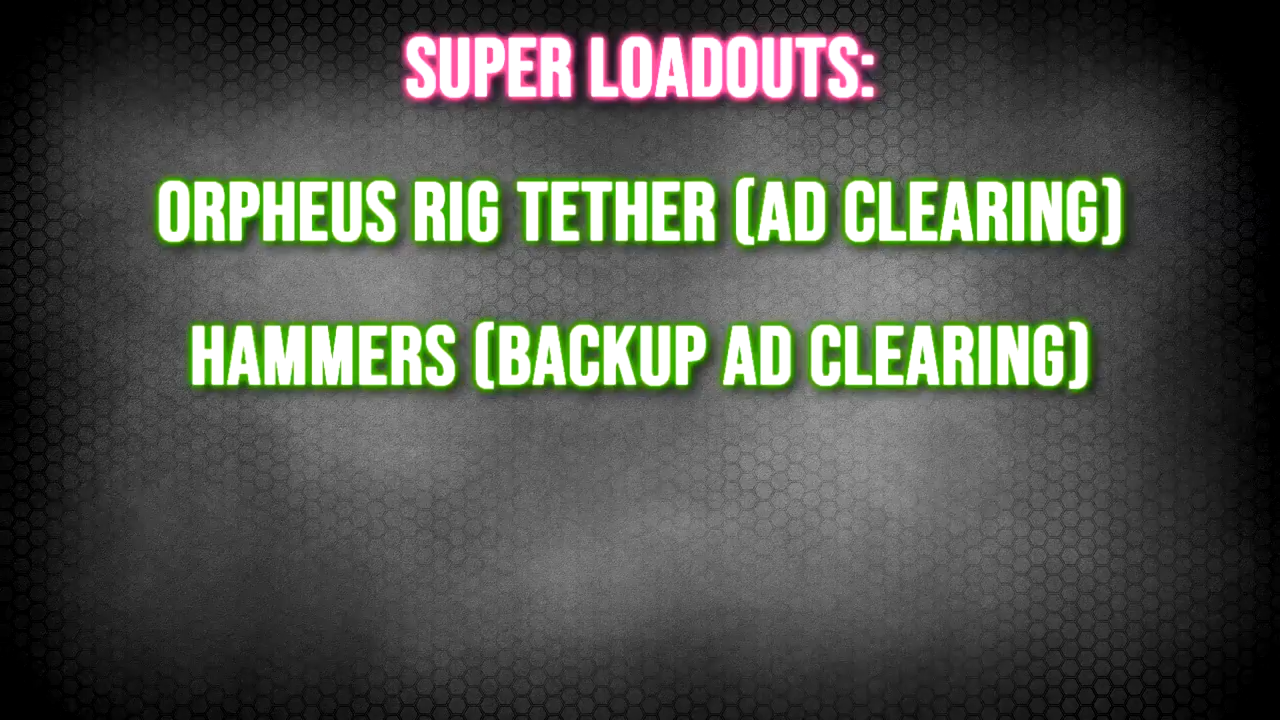 SUPER LOADOUTS:
ORPHEUS RIG TETHER (AD CLEARING)
HAMMERS (BACKUP AD CLEARING)